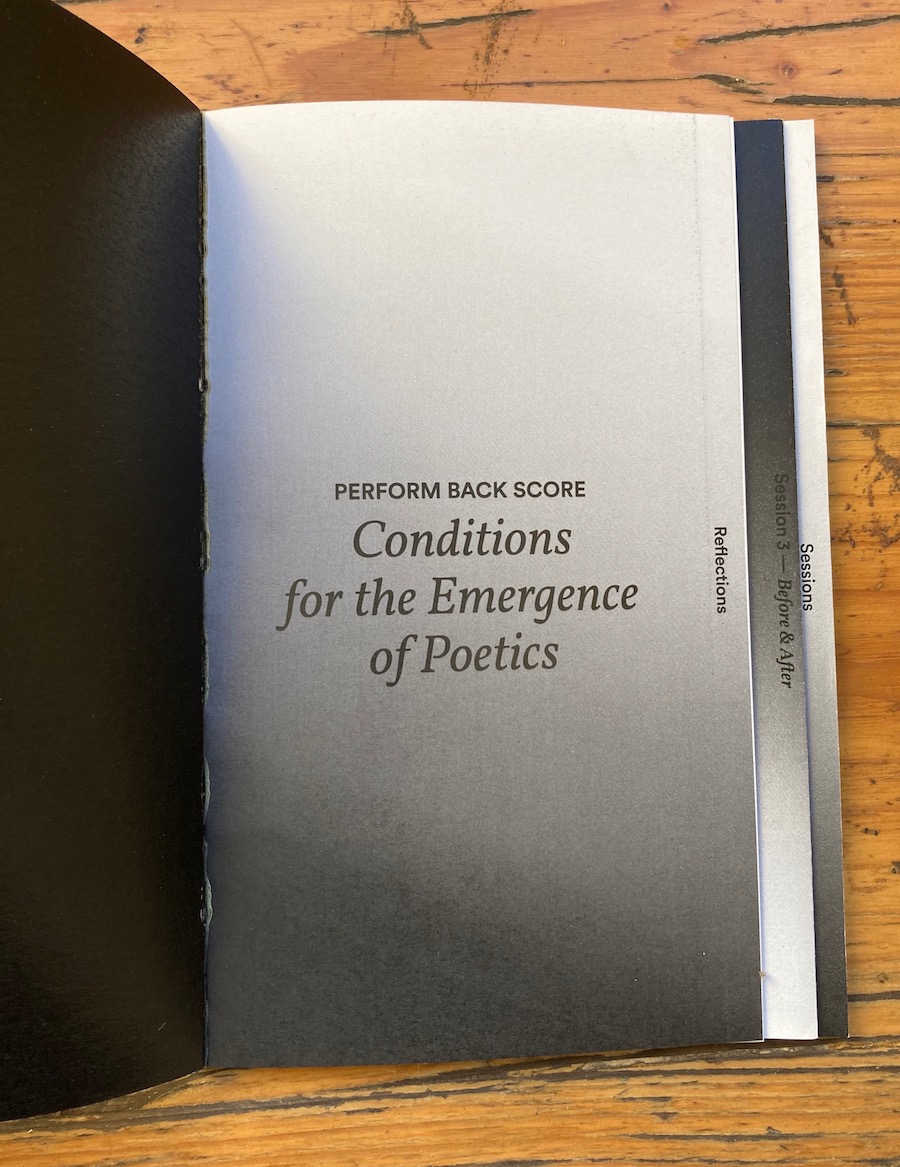 PERFORM BACK SCORE
Conditions
for the Emergence
of Poetics
Reflections
Session 3 — Before & After
Sessions